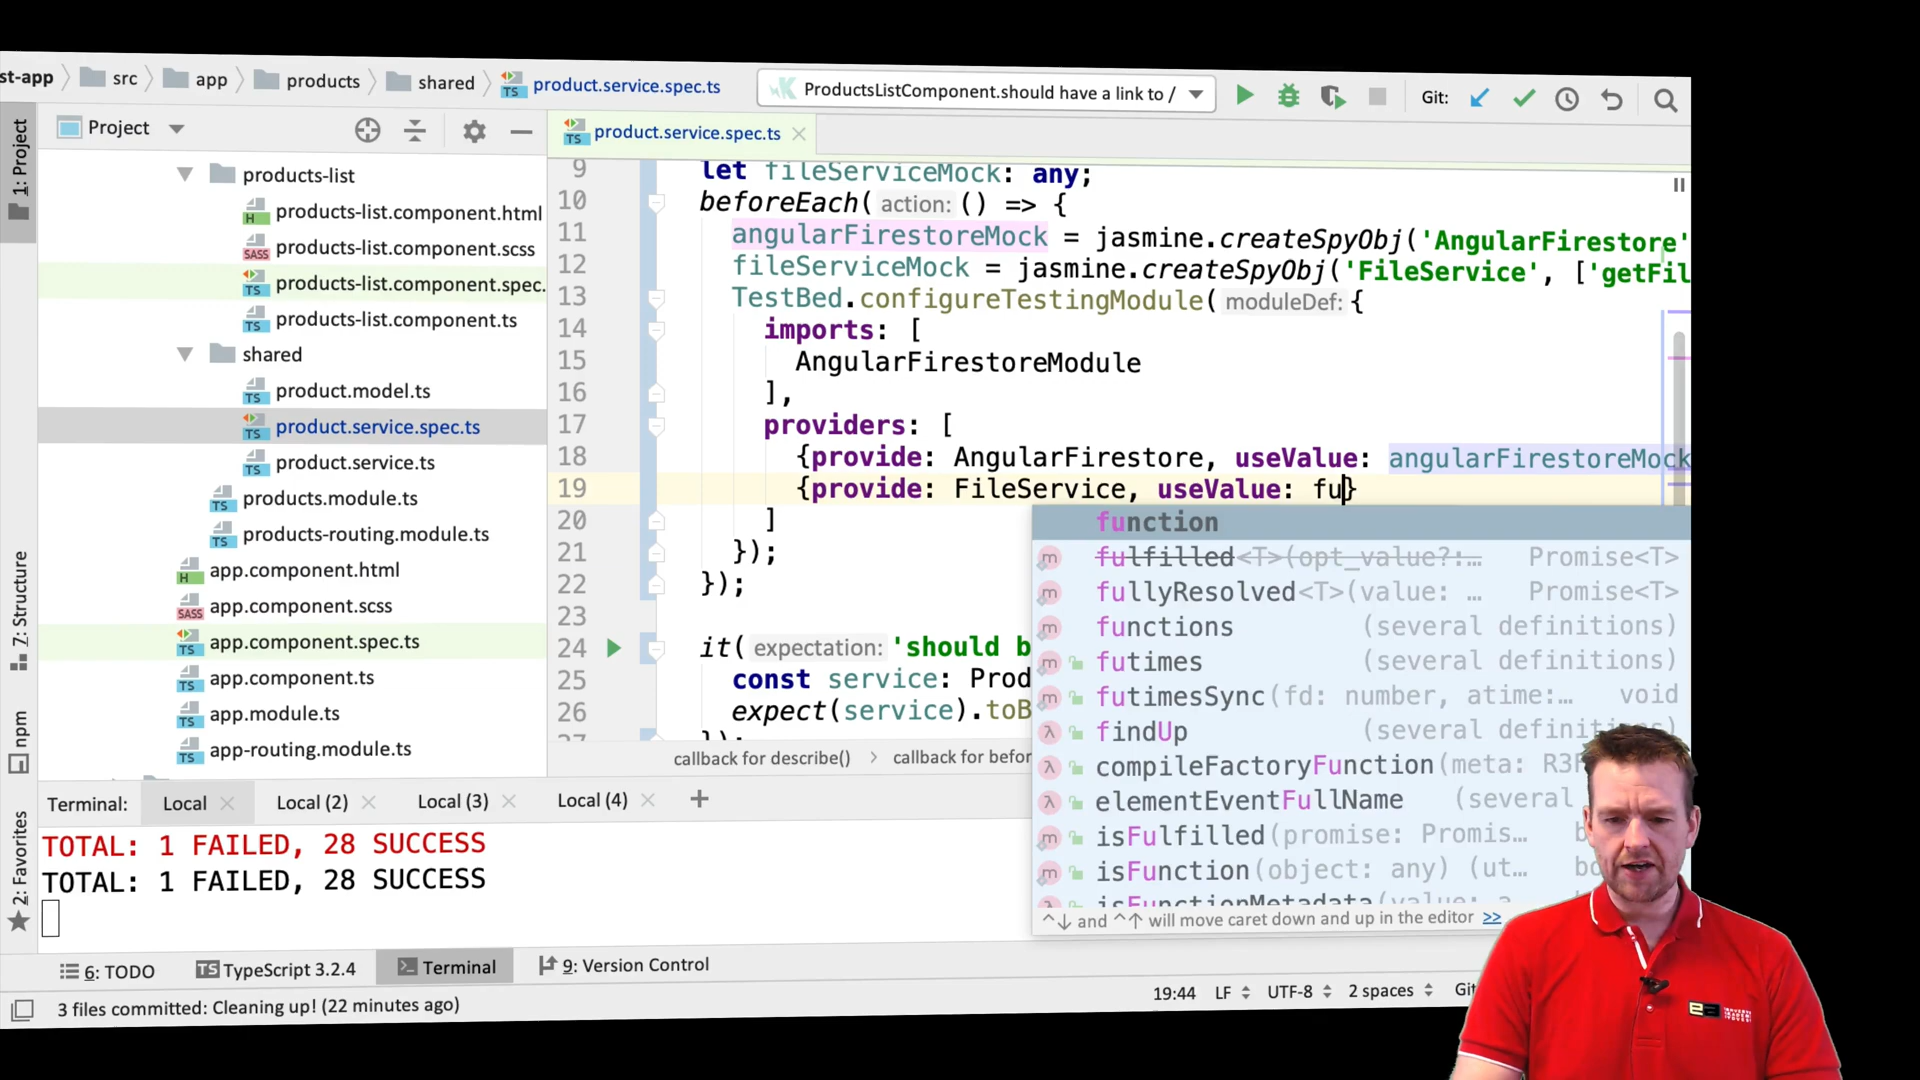 st-app src app products shared product.service.spec.ts ProductsListComponent.should have a link to / Git:
1: Project
Project
product.service.spec.ts
products-list
products-list.component.html
products-list.component.scss
products-list.component.spec.
products-list.component.ts
shared
product.model.ts
product.service.spec.ts
product.service.ts
products.module.ts
products-routing.module.ts
app.component.html
app.component.scss
app.component.spec.ts
app.component.ts
app.module.ts
app-routing.module.ts
9 let fileServiceMock: any;
10 beforeEach( action: () => {
11 angularFirestoreMock = jasmine.createSpyObj('AngularFirestore'
12 fileServiceMock = jasmine.createSpyObj('FileService', ['getFil
13 TestBed.configureTestingModule( moduleDef: {
14 imports: [
15 AngularFirestoreModule
16 ],
17 providers: [
18 {provide: AngularFirestore, useValue: angularFirestoreMock
19 {provide: FileService, useValue: fu}
20 ]
21 });
22 });
23
24 it( expectation: 'should b
25 const service: Prod
26 expect(service).toB
27 });
function
fulfilled<T>(opt_value?:… Promise<T>
fullyResolved<T>(value: … Promise<T>
functions (several definitions)
futimes (several definitions)
futimesSync(fd: number, atime:… void
findUp (several definitions)
compileFactoryFunction(meta: R3F
elementEventFullName (several
isFulfilled(promise: Promis… b
isFunction(object: any) (ut… bo
isFunctionMetadata(value: a
^↓ and ^↑ will move caret down and up in the editor >>
callback for describe() callback for befor
7: Structure
npm
2: Favorites
Terminal: Local Local (2) Local (3) Local (4) +
TOTAL: 1 FAILED, 28 SUCCESS
TOTAL: 1 FAILED, 28 SUCCESS
6: TODO TypeScript 3.2.4 Terminal 9: Version Control
3 files committed: Cleaning up! (22 minutes ago) 19:44 LF UTF-8 2 spaces Git